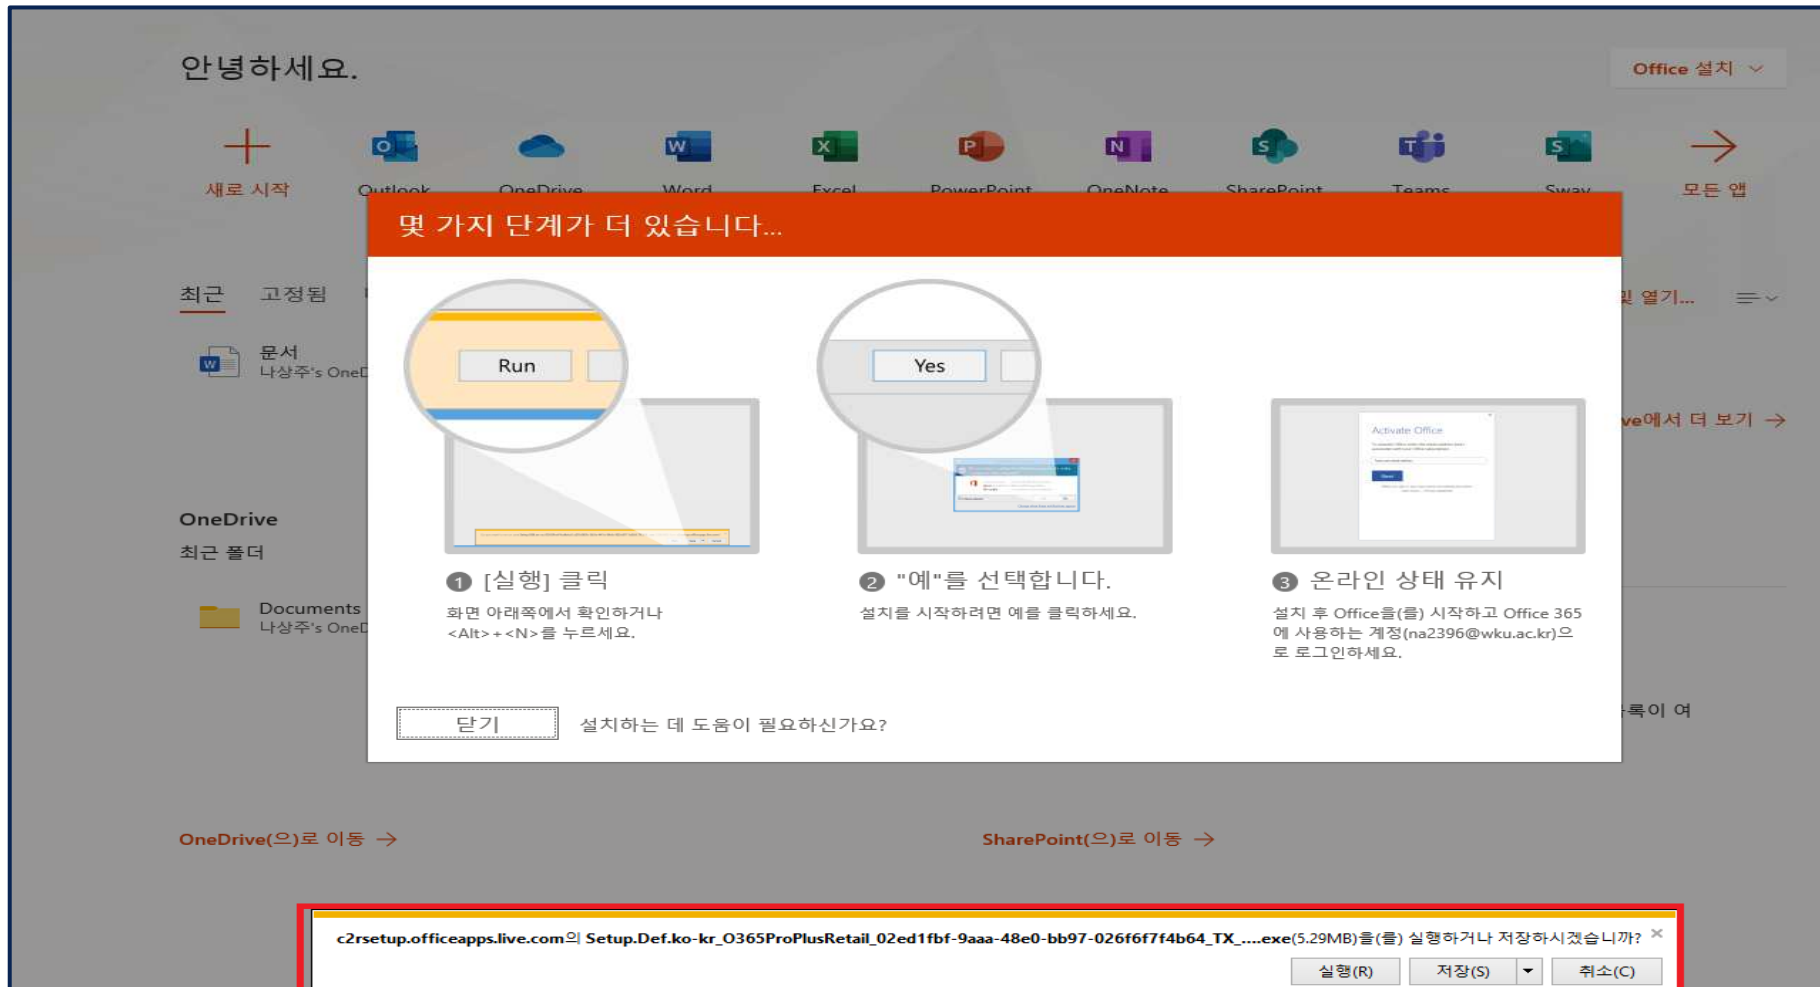 안녕하세요.
Office 설치
새로 시작
Outlook
OneDrive
Word
Excel
PowerPoint
OneNote
SharePoint
Teams
Sway
모든 앱
몇 가지 단계가 더 있습니다...
최근 고정됨
및 열기...
문서
나상주's OneD
Run
Yes
Activate Office
ve에서 더 보기 →
OneDrive
최근 폴더
Documents
나상주's OneD
1 [실행] 클릭
화면 아래쪽에서 확인하거나
<Alt>+<N>를 누르세요.
2 "예"를 선택합니다.
설치를 시작하려면 예를 클릭하세요.
3 온라인 상태 유지
설치 후 Office을(를) 시작하고 Office 365
에 사용하는 계정(na2396@wku.ac.kr)으
로 로그인하세요.
록이 여
닫기
설치하는 데 도움이 필요하신가요?
OneDrive(으)로 이동 →
SharePoint(으)로 이동 →
c2rsetup.officeapps.live.com의 Setup.Def.ko-kr_O365ProPlusRetail_02ed1fbf-9aaa-48e0-bb97-026f6f7f4b64_TX_....exe(5.29MB)을(를) 실행하거나 저장하시겠습니까?
실행(R)
저장(S)
취소(C)